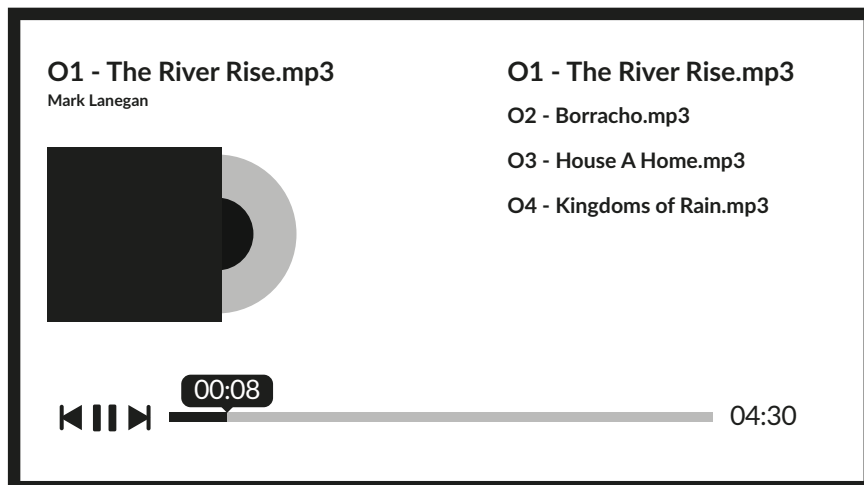 O1 - The River Rise.mp3
Mark Lanegan
O1 - The River Rise.mp3
O2 - Borracho.mp3
O3 - House A Home.mp3
O4 - Kingdoms of Rain.mp3
00:08
04:30